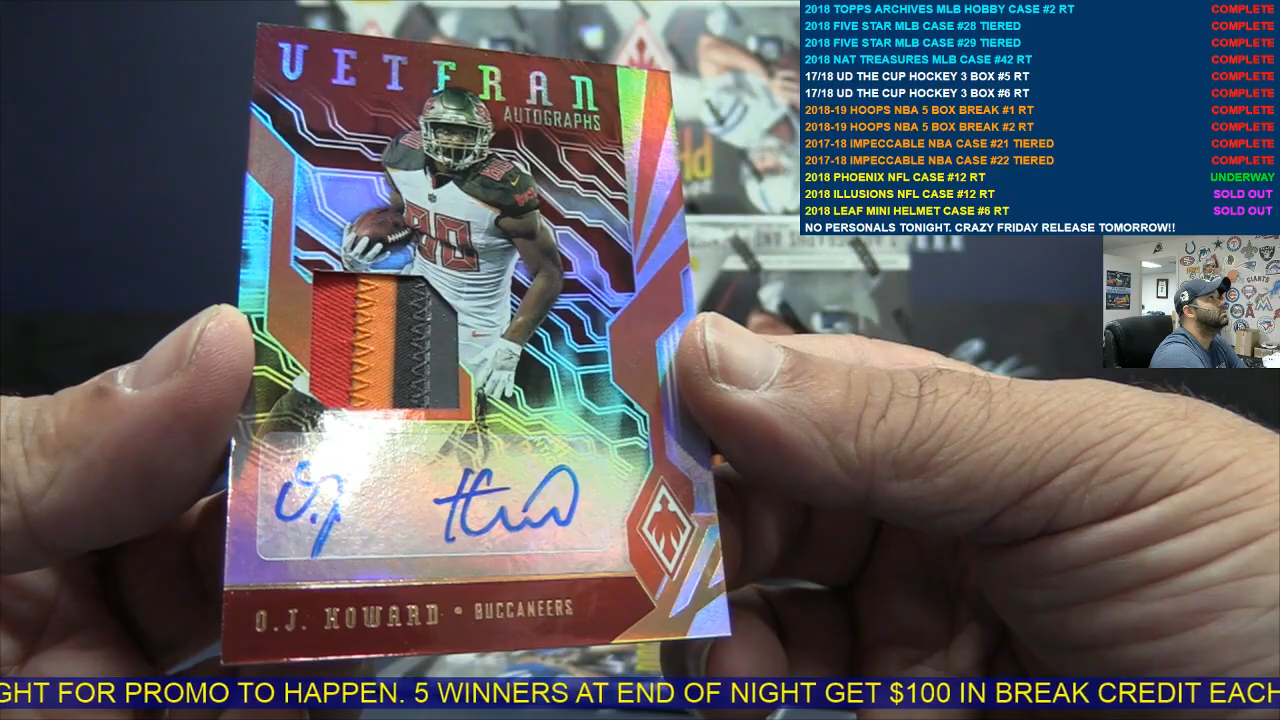 VETERAN
AUTOGRAPHS
80
O.J. Howard
O.J. HOWARD • BUCCANEERS
2018 TOPPS ARCHIVES MLB HOBBY CASE #2 RT COMPLETE
2018 FIVE STAR MLB CASE #28 TIERED COMPLETE
2018 FIVE STAR MLB CASE #29 TIERED COMPLETE
2018 NAT TREASURES MLB CASE #42 RT COMPLETE
17/18 UD THE CUP HOCKEY 3 BOX #5 RT COMPLETE
17/18 UD THE CUP HOCKEY 3 BOX #6 RT COMPLETE
2018-19 HOOPS NBA 5 BOX BREAK #1 RT COMPLETE
2018-19 HOOPS NBA 5 BOX BREAK #2 RT COMPLETE
2017-18 IMPECCABLE NBA CASE #21 TIERED COMPLETE
2017-18 IMPECCABLE NBA CASE #22 TIERED COMPLETE
2018 PHOENIX NFL CASE #12 RT UNDERWAY
2018 ILLUSIONS NFL CASE #12 RT SOLD OUT
2018 LEAF MINI HELMET CASE #6 RT SOLD OUT
NO PERSONALS TONIGHT. CRAZY FRIDAY RELEASE TOMORROW!!
GIANTS
GHT FOR PROMO TO HAPPEN. 5 WINNERS AT END OF NIGHT GET $100 IN BREAK CREDIT EACH